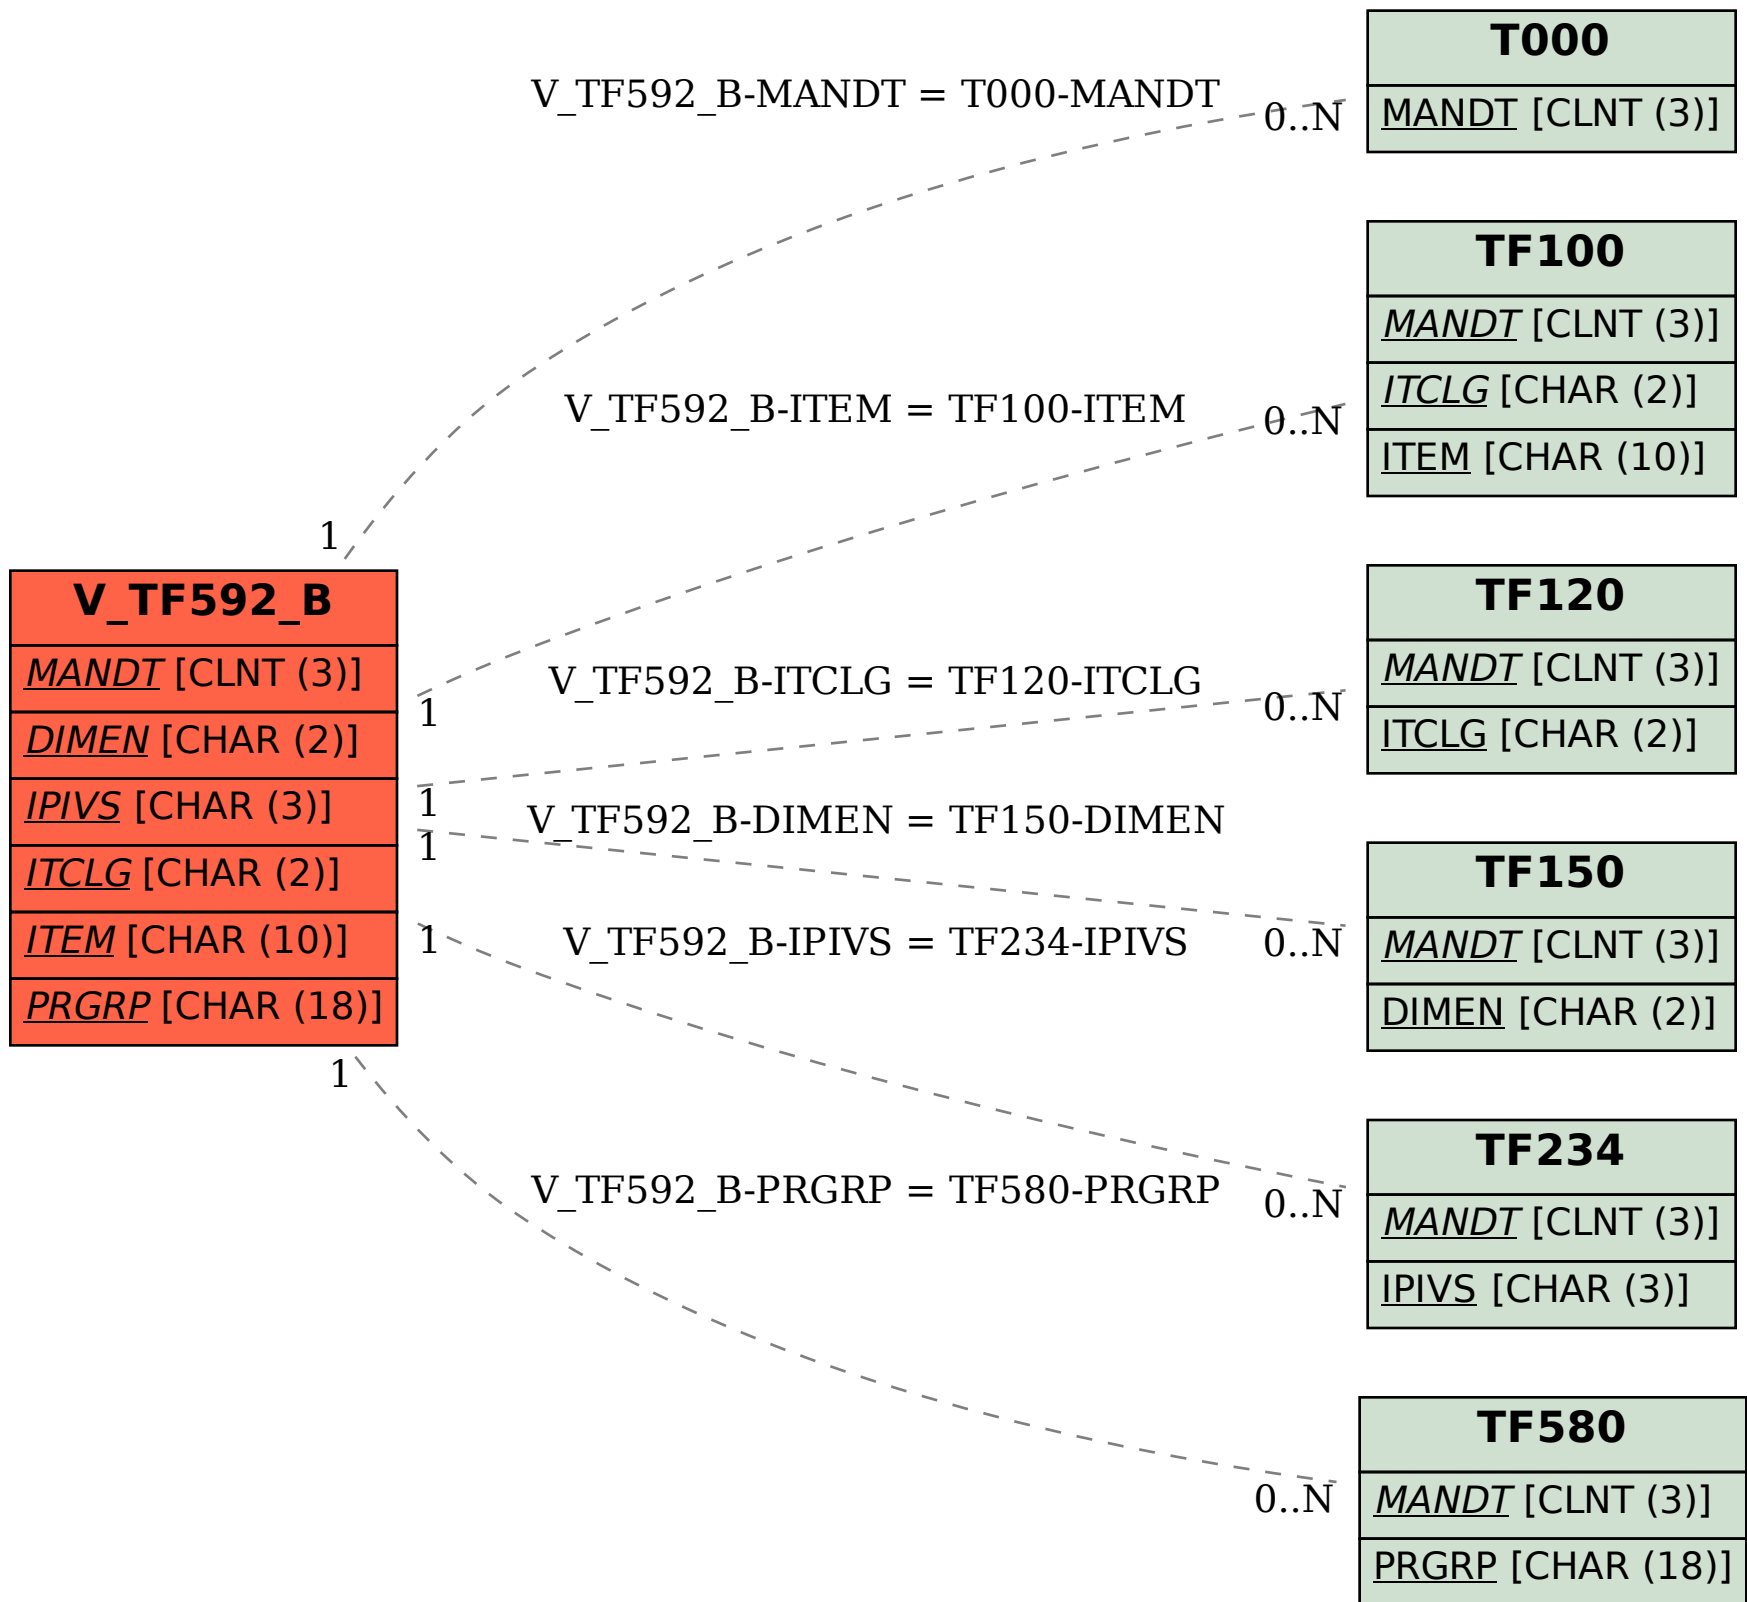 T000
MANDT [CLNT (3)]
V_TF592_B-MANDT = T000-MANDT
0..N
TF100
MANDT [CLNT (3)]
ITCLG [CHAR (2)]
ITEM [CHAR (10)]
V_TF592_B-ITEM = TF100-ITEM
0..N
1
V_TF592_B
MANDT [CLNT (3)]
DIMEN [CHAR (2)]
IPIVS [CHAR (3)]
ITCLG [CHAR (2)]
ITEM [CHAR (10)]
PRGRP [CHAR (18)]
1
V_TF592_B-ITCLG = TF120-ITCLG
0..N
TF120
MANDT [CLNT (3)]
ITCLG [CHAR (2)]
1
V_TF592_B-DIMEN = TF150-DIMEN
1
0..N
TF150
MANDT [CLNT (3)]
DIMEN [CHAR (2)]
1
V_TF592_B-IPIVS = TF234-IPIVS
0..N
TF234
MANDT [CLNT (3)]
IPIVS [CHAR (3)]
1
V_TF592_B-PRGRP = TF580-PRGRP
0..N
TF580
MANDT [CLNT (3)]
PRGRP [CHAR (18)]